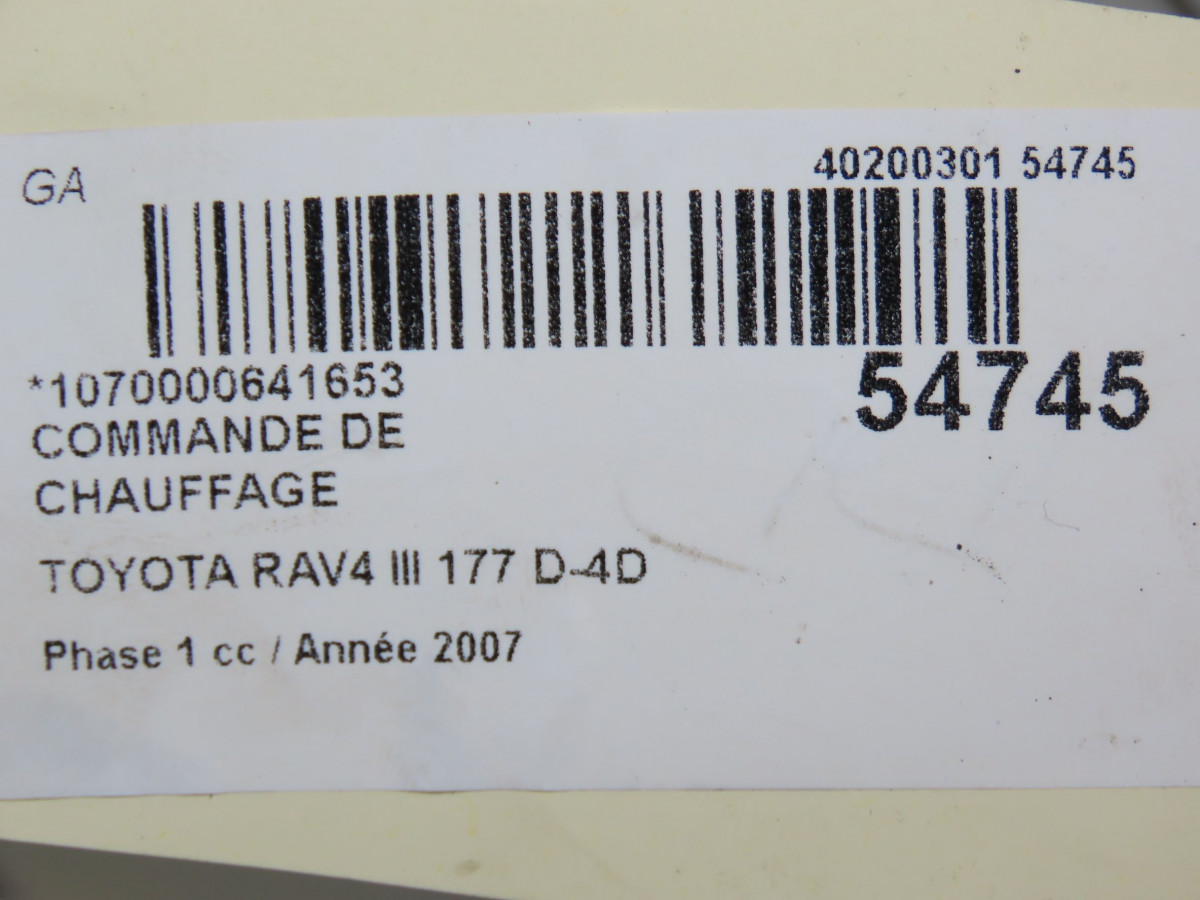 GA
40200301 54745
*1070000641653
54745
COMMANDE DE
CHAUFFAGE
TOYOTA RAV4 III 177 D-4D
Phase 1 cc / Année 2007